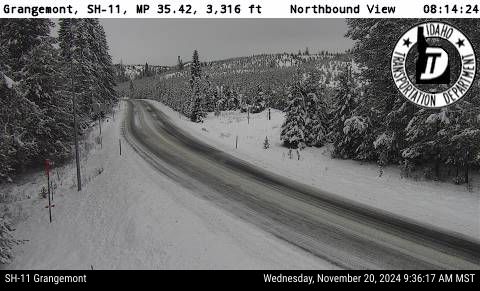 Grangemont, SH-11, MP 35.42, 3,316 ft Northbound View 08:14:24
IDAHO
TRANSPORTATION DEPARTMENT
SH-11 Grangemont Wednesday, November 20, 2024 9:36:17 AM MST